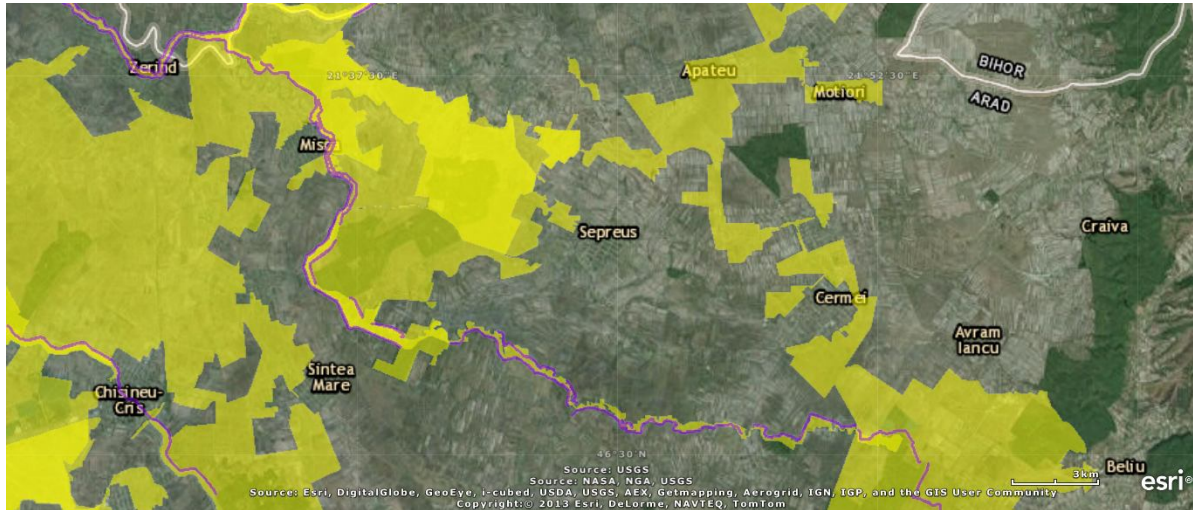 Zerind
21°37'30"E
Apateu
21°52'30"E
Motiori
BIHOR
ARAD
Misca
Sepreus
Craiva
Cermei
Avram
Iancu
Sintea
Mare
Chisineu-
Cris
46°30'N
Beliu
3km
esri®
Source: USGS
Source: NASA, NGA, USGS
Source: Esri, DigitalGlobe, GeoEye, i-cubed, USDA, USGS, AEX, Getmapping, Aerogrid, IGN, IGP, and the GIS User Community
Copyright:© 2013 Esri, DeLorme, NAVTEQ, TomTom